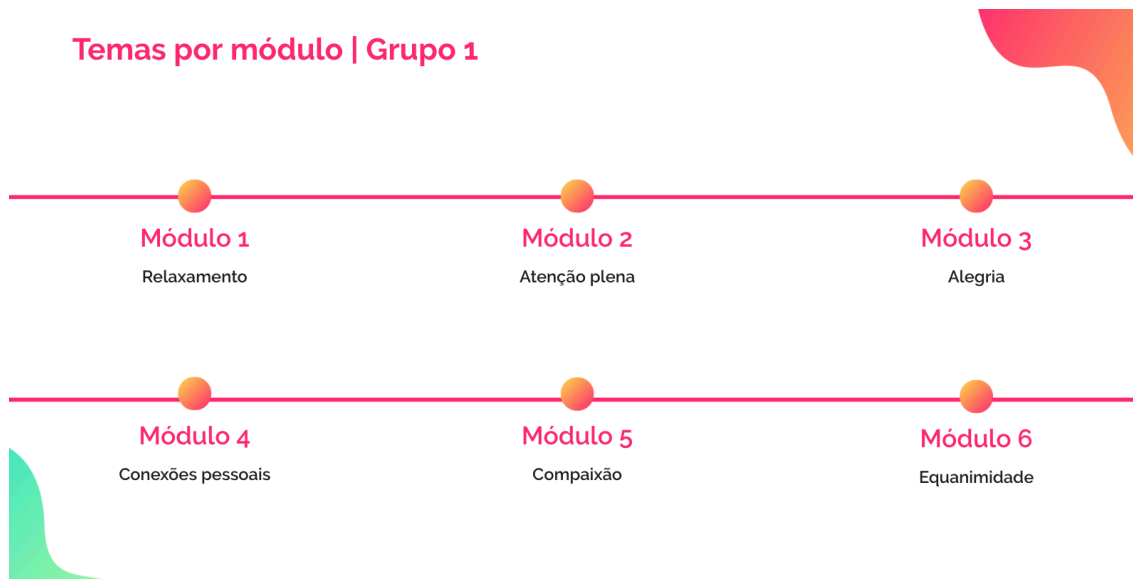 Temas por módulo | Grupo 1
Módulo 1
Relaxamento
Módulo 2
Atenção plena
Módulo 3
Alegria
Módulo 4
Conexões pessoais
Módulo 5
Compaixão
Módulo 6
Equanimidade